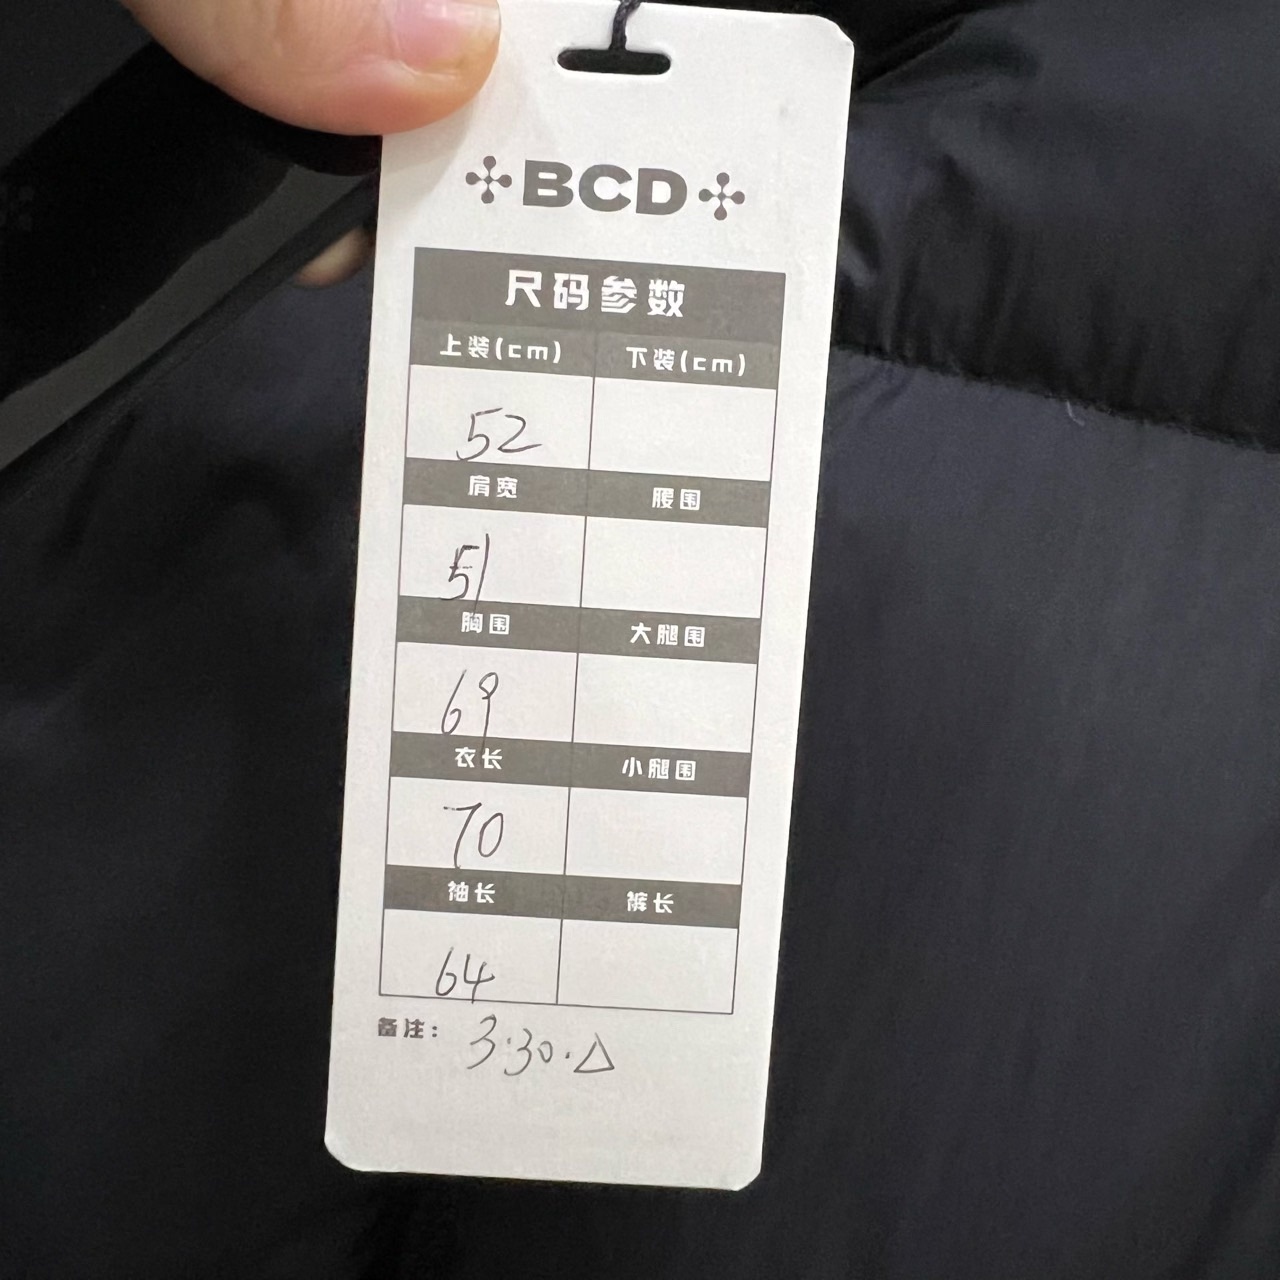 BCD
尺码参数
上装(cm) 下装(cm)
52
肩宽 腰围
51
胸围 大腿围
69
衣长 小腿围
70
袖长 裤长
64
备注: 3.30.△